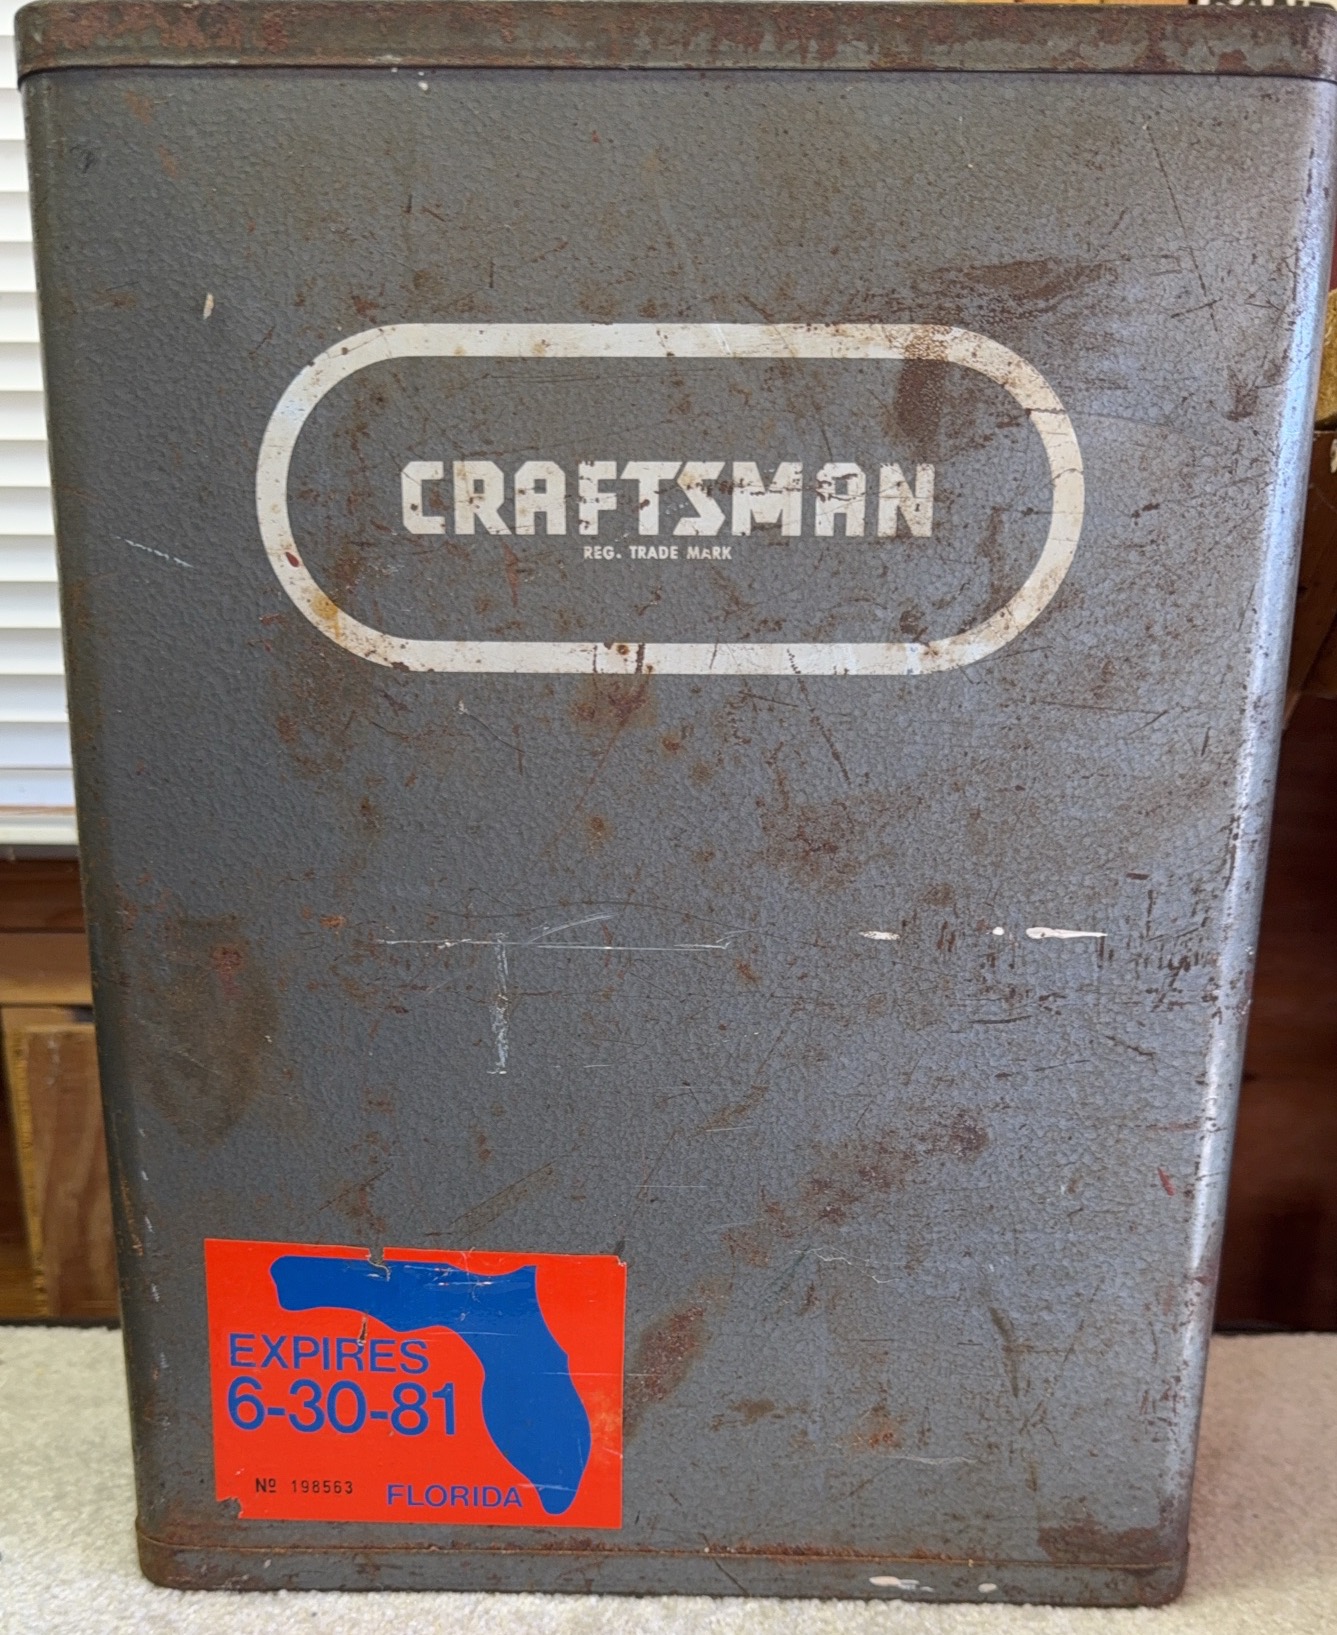 CRAFTSMAN
REG. TRADE MARK
EXPIRES
6-30-81
Nº 198563
FLORIDA